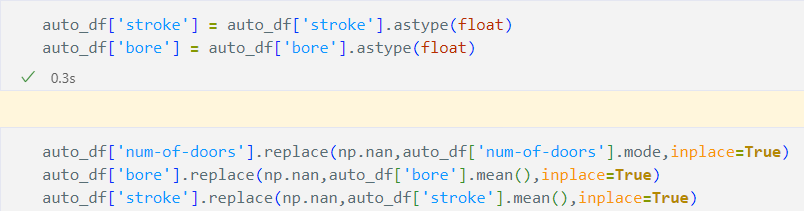 auto_df['stroke'] = auto_df['stroke'].astype(float)
auto_df['bore'] = auto_df['bore'].astype(float)
✓ 0.3s
auto_df['num-of-doors'].replace(np.nan,auto_df['num-of-doors'].mode,inplace=True)
auto_df['bore'].replace(np.nan,auto_df['bore'].mean(),inplace=True)
auto_df['stroke'].replace(np.nan,auto_df['stroke'].mean(),inplace=True)